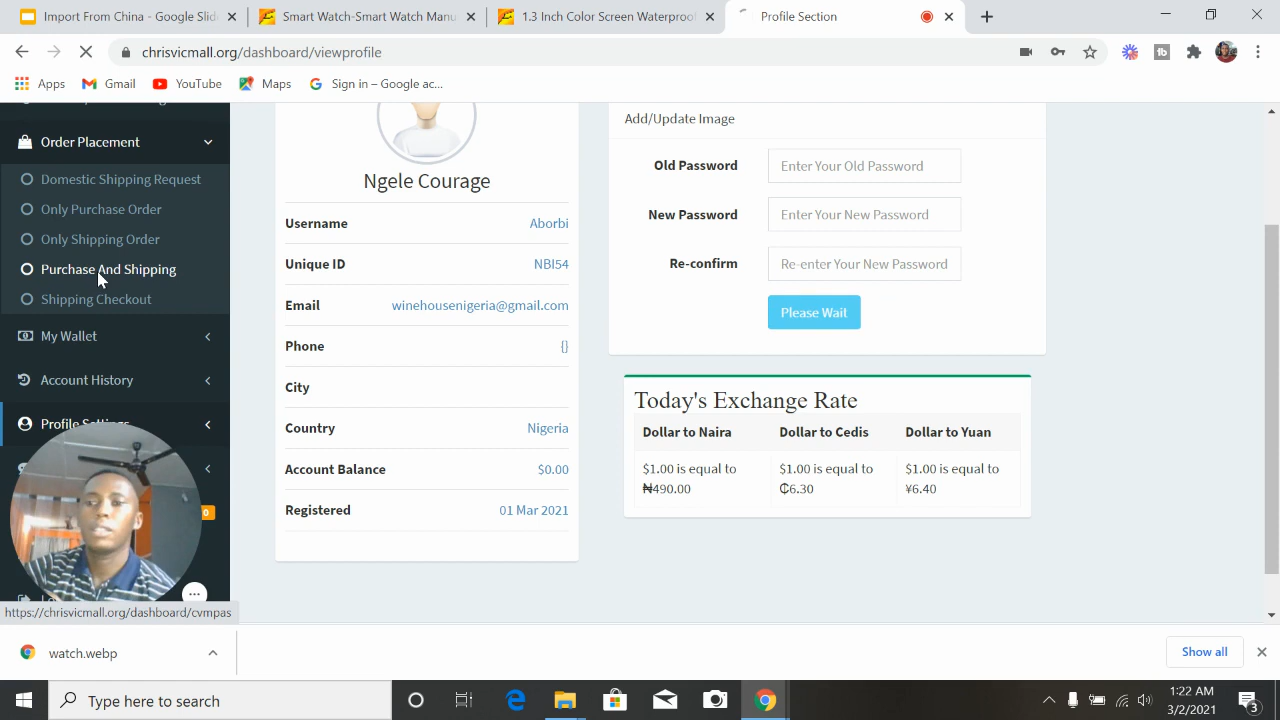 Import From China - Google Slid
Smart Watch-Smart Watch Manu
1.3 Inch Color Screen Waterproof
Profile Section
chrisvicmall.org/dashboard/viewprofile
Apps
Gmail
YouTube
Maps
Sign in – Google ac...
Order Placement
Domestic Shipping Request
Only Purchase Order
Only Shipping Order
Purchase And Shipping
Shipping Checkout
My Wallet
Account History
Profile Settings
0
https://chrisvicmall.org/dashboard/cvmpas
Ngele Courage
Username Aborbi
Unique ID NBI54
Email winehousenigeria@gmail.com
Phone {}
City
Country Nigeria
Account Balance $0.00
Registered 01 Mar 2021
Add/Update Image
Old Password Enter Your Old Password
New Password Enter Your New Password
Re-confirm Re-enter Your New Password
Please Wait
Today's Exchange Rate
Dollar to Naira Dollar to Cedis Dollar to Yuan
$1.00 is equal to $1.00 is equal to $1.00 is equal to
₦490.00 ₵6.30 ¥6.40
watch.webp
Show all
Type here to search
1:22 AM
3/2/2021
3